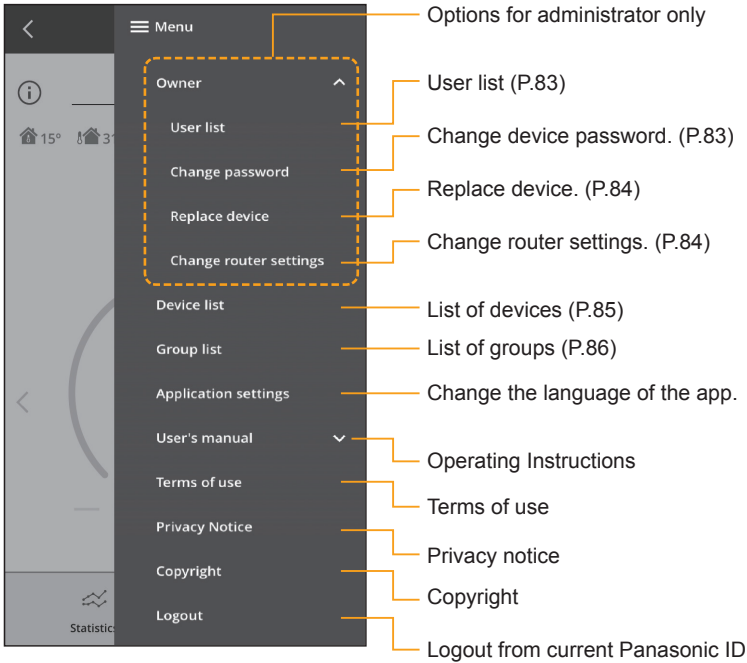 Menu
Options for administrator only
Owner
User list
User list (P.83)
Change password
Change device password. (P.83)
Replace device
Replace device. (P.84)
Change router settings
Change router settings. (P.84)
15°
31
Device list
List of devices (P.85)
Group list
List of groups (P.86)
Application settings
Change the language of the app.
User's manual
Operating Instructions
Terms of use
Terms of use
Privacy Notice
Privacy notice
Copyright
Copyright
Logout
Logout from current Panasonic ID
Statistic